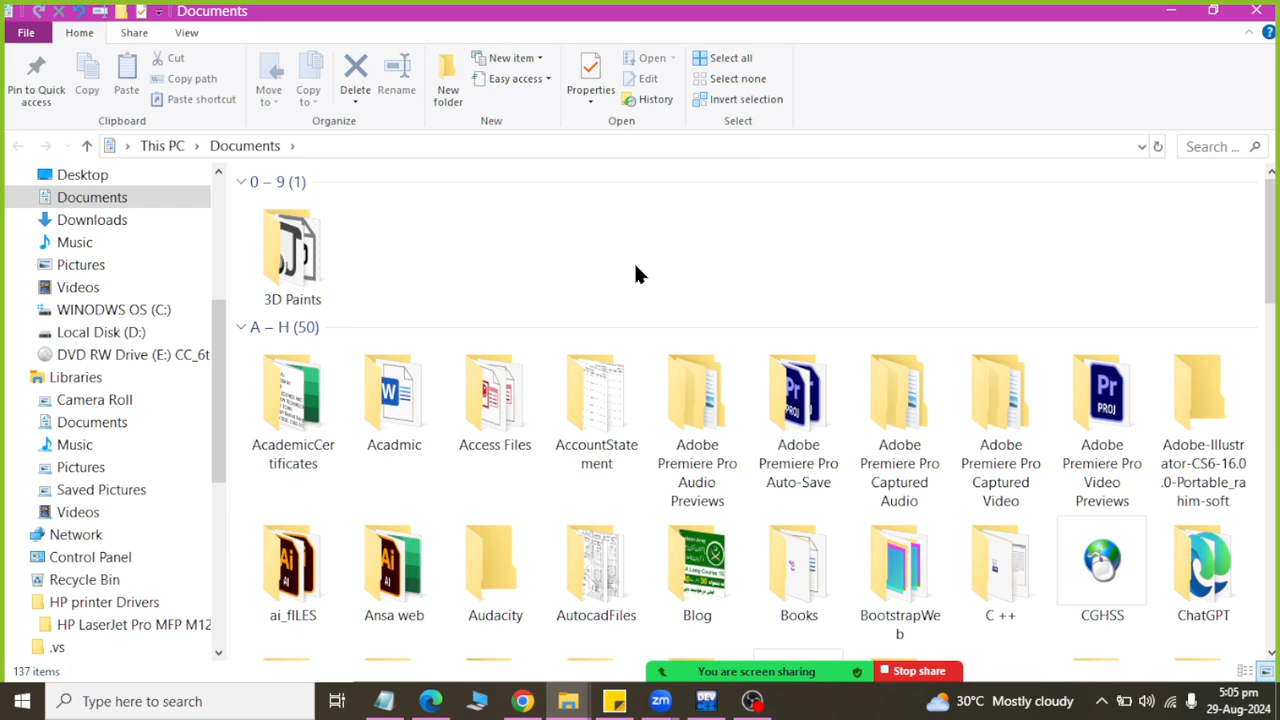 Documents
File
Home
Share
View
Pin to Quick access
Copy
Paste
Cut
Copy path
Paste shortcut
Clipboard
Move to
Copy to
Delete
Rename
Organize
New folder
New item
Easy access
New
Properties
Open
Edit
History
Open
Select all
Select none
Invert selection
Select
This PC
Documents
Search ...
Desktop
Documents
Downloads
Music
Pictures
Videos
WINODWS OS (C:)
Local Disk (D:)
DVD RW Drive (E:) CC_6t
Libraries
Camera Roll
Documents
Music
Pictures
Saved Pictures
Videos
Network
Control Panel
Recycle Bin
HP printer Drivers
HP LaserJet Pro MFP M12
.vs
0 – 9 (1)
3D Paints
A – H (50)
AcademicCer
tificates
Acadmic
Access Files
AccountState
ment
Adobe
Premiere Pro
Audio
Previews
Adobe
Premiere Pro
Auto-Save
Adobe
Premiere Pro
Captured
Audio
Adobe
Premiere Pro
Captured
Video
Adobe
Premiere Pro
Video
Previews
Adobe-Illustr
ator-CS6-16.0
.0-Portable_ra
him-soft
ai_fILES
Ansa web
Audacity
AutocadFiles
Blog
Books
BootstrapWe
b
C ++
CGHSS
ChatGPT
137 items
You are screen sharing
Stop share
Type here to search
zm
DEV
30°C Mostly cloudy
5:05 pm
29-Aug-2024